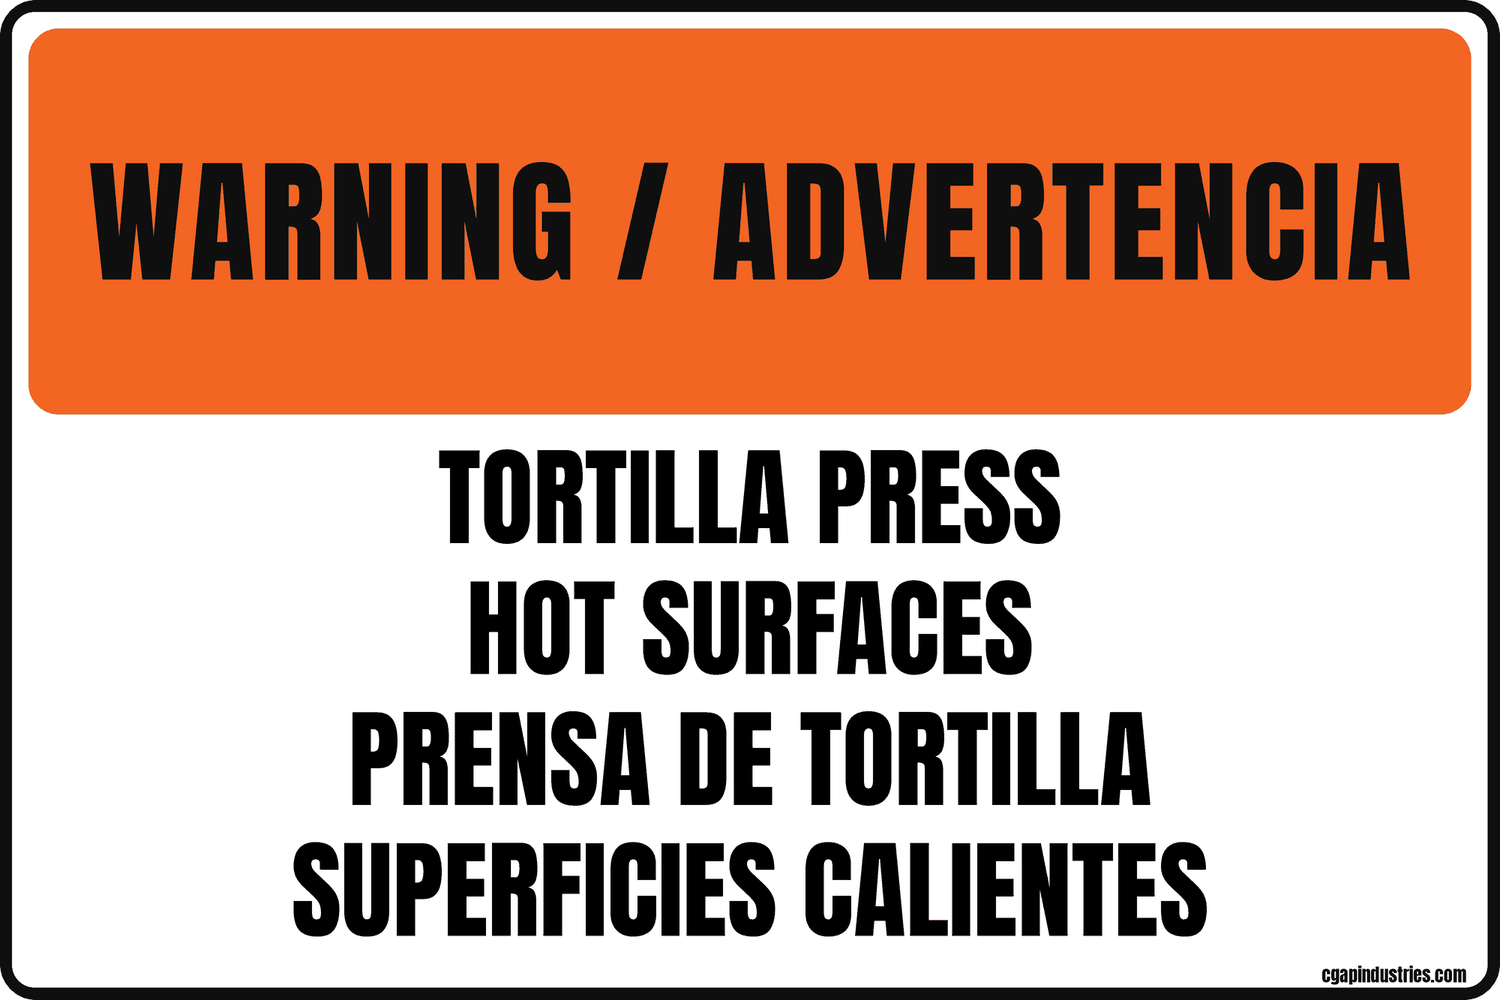 WARNING / ADVERTENCIA
TORTILLA PRESS
HOT SURFACES
PRENSA DE TORTILLA
SUPERFICIES CALIENTES
cgapindustries.com